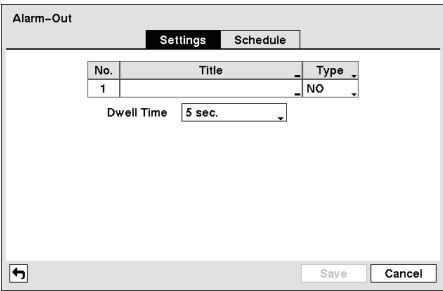 Alarm-Out
Settings Schedule
No. Title Type
1 NO
Dwell Time 5 sec.
Save Cancel